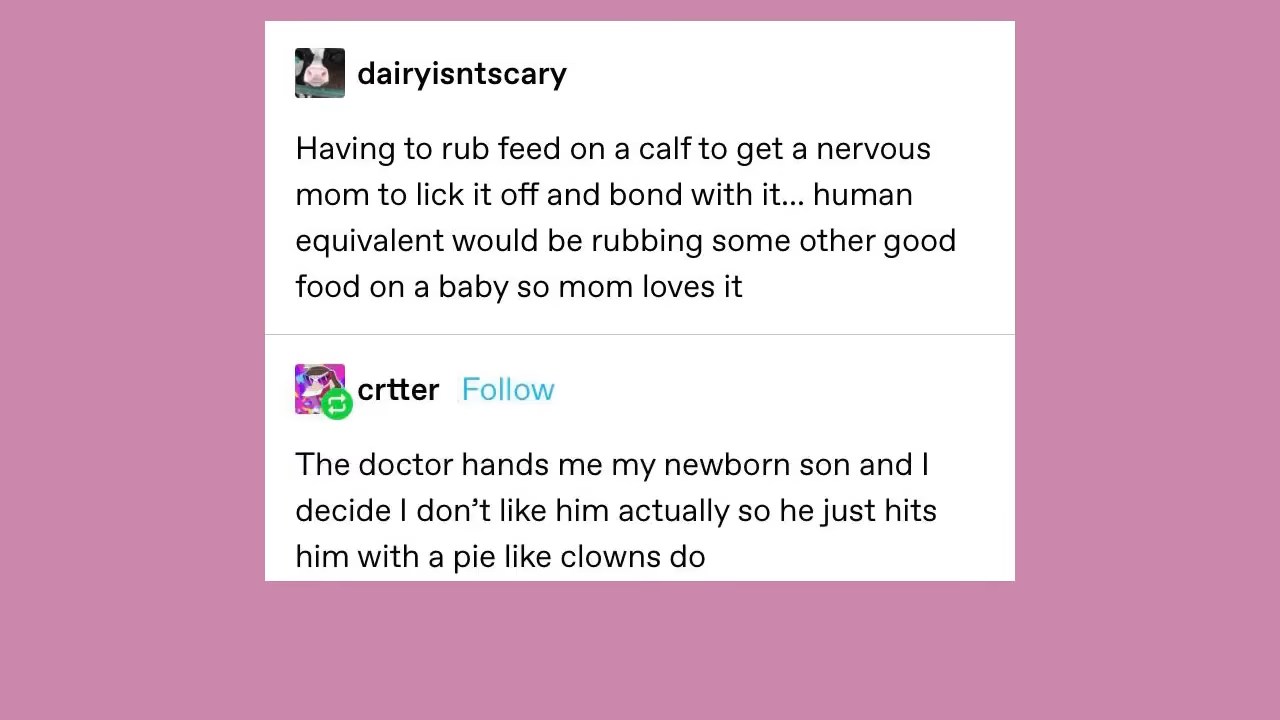 dairyisntscary
Having to rub feed on a calf to get a nervous
mom to lick it off and bond with it... human
equivalent would be rubbing some other good
food on a baby so mom loves it
crtter Follow
The doctor hands me my newborn son and I
decide I don’t like him actually so he just hits
him with a pie like clowns do